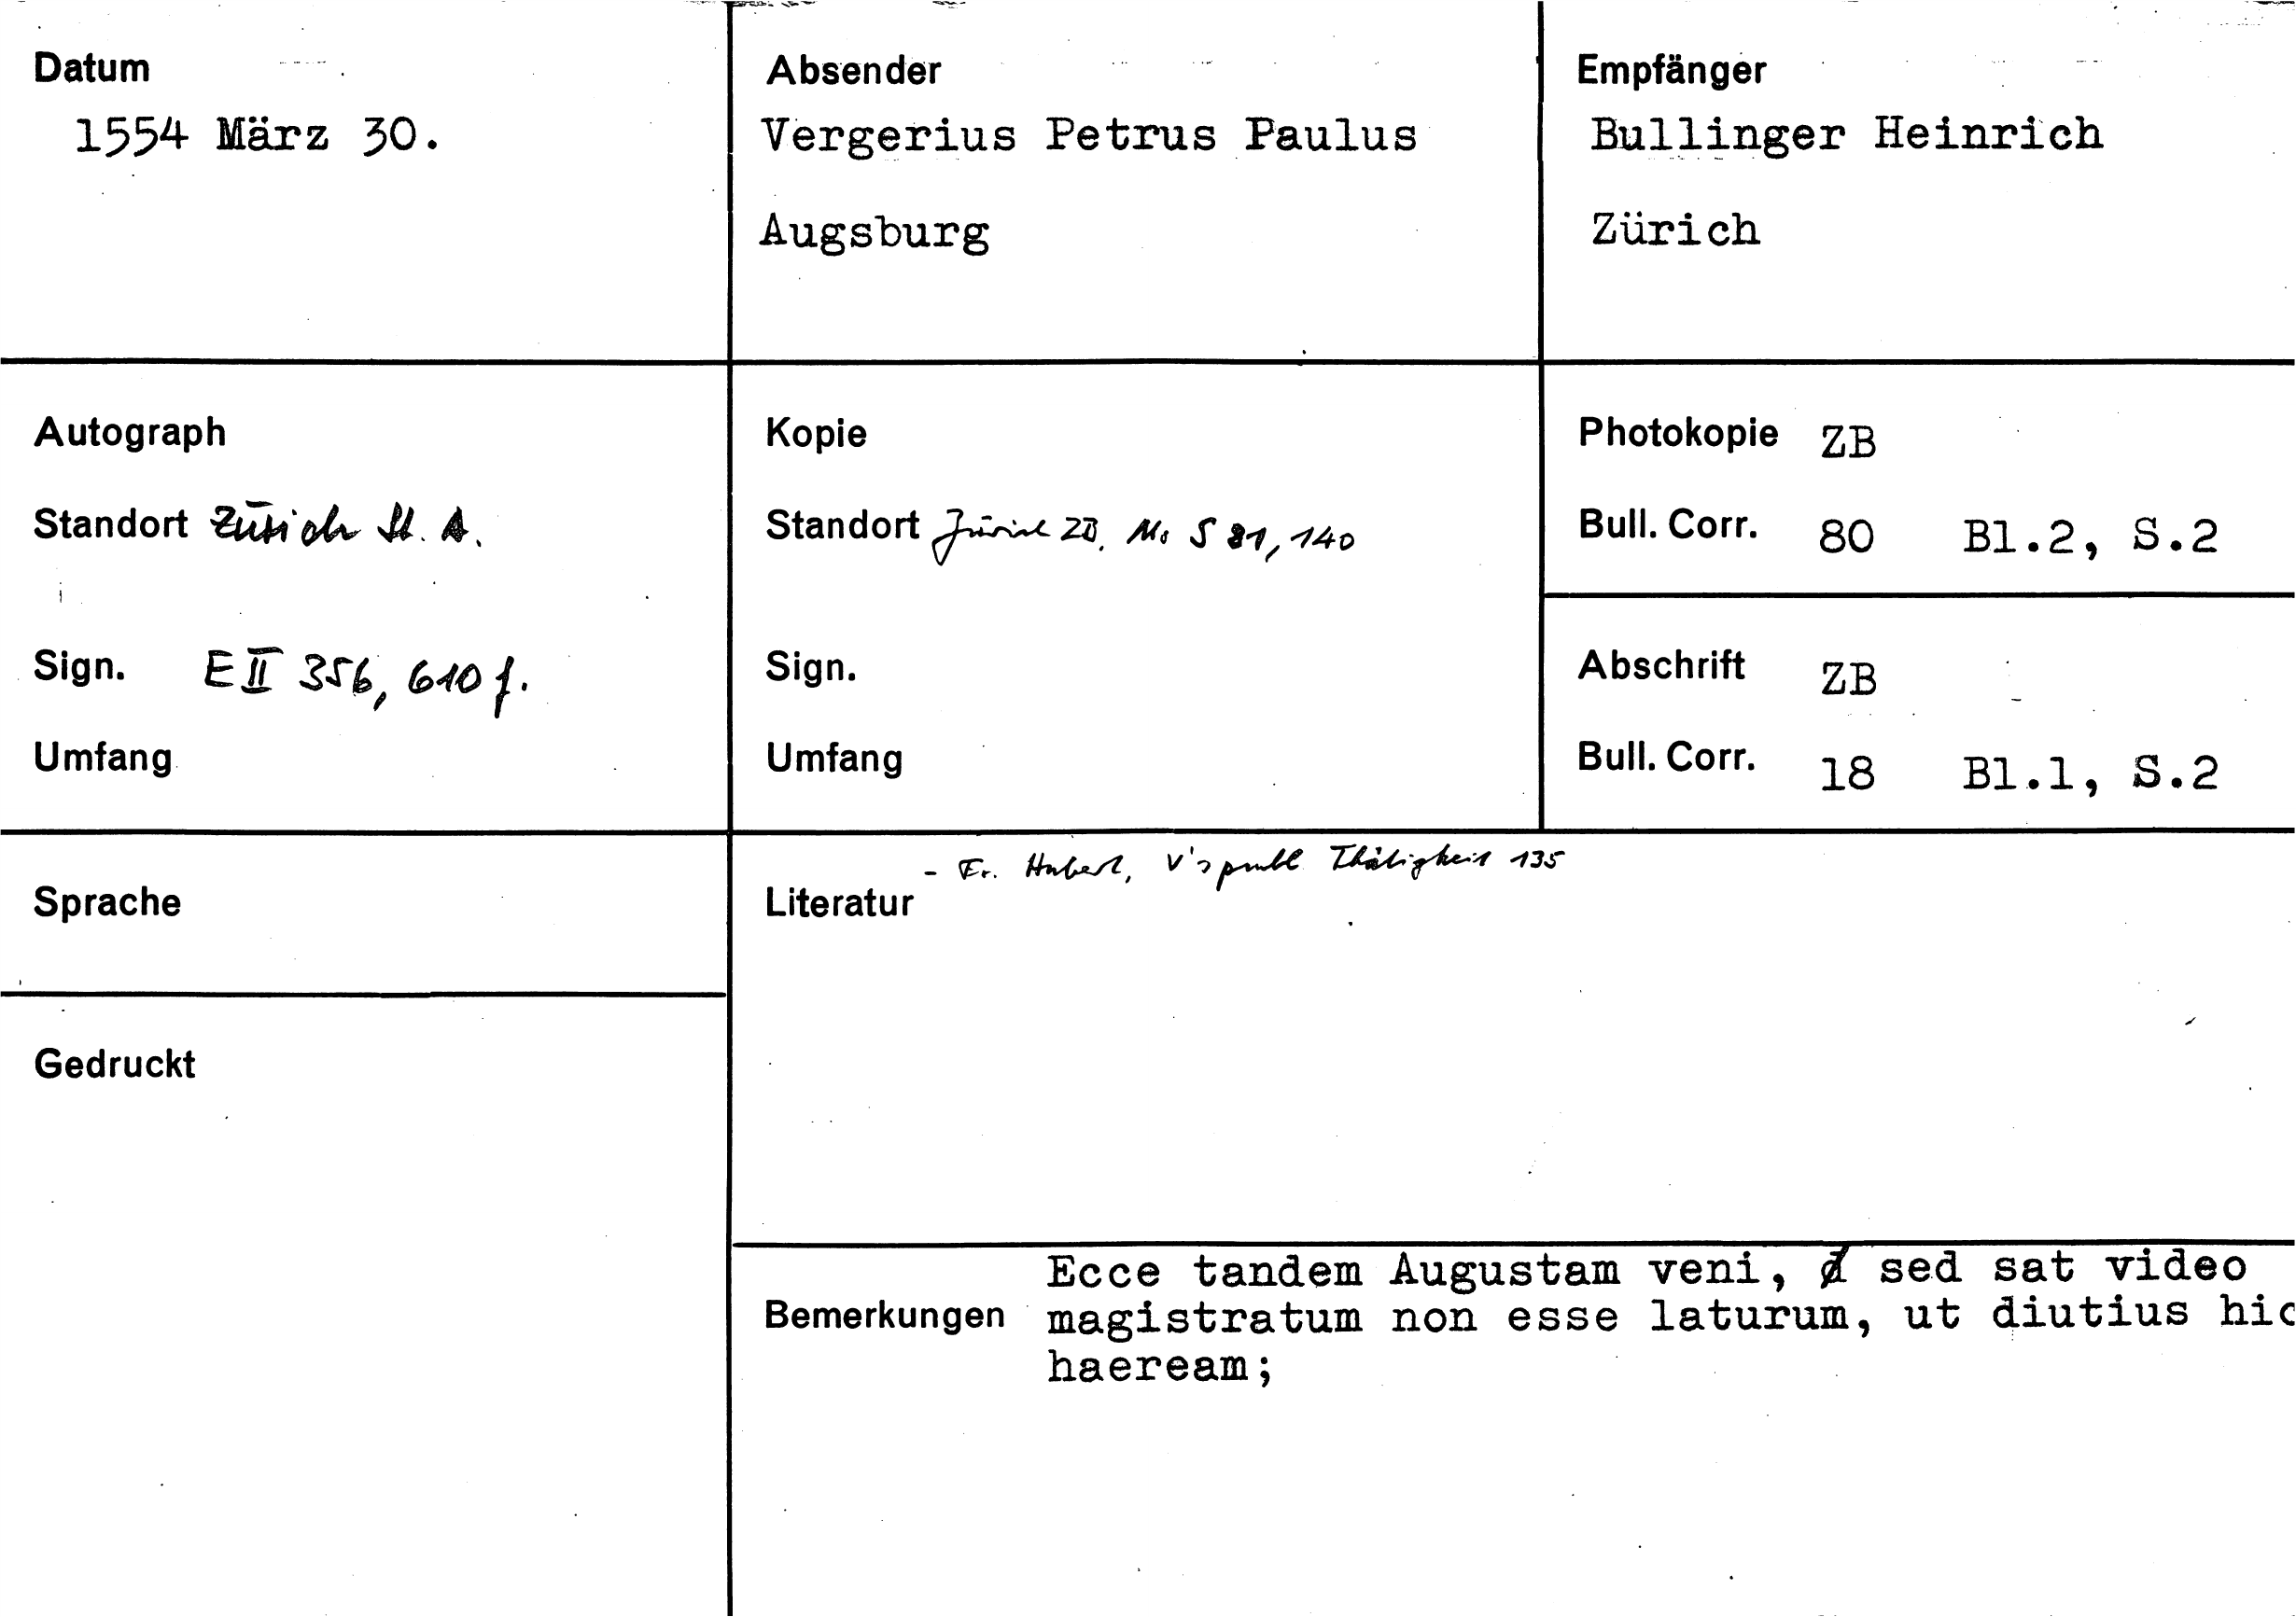 Datum
1554 März 30.
Absender
Vergerius Petrus Paulus
Augsburg
Empfänger
Bullinger Heinrich
Zürich
Autograph
Standort Zürich St. A.
Sign. E II 356, 610 f.
Umfang
Kopie
Standort Zürich ZB, Ms S 81, 140
Sign.
Umfang
Photokopie ZB
Bull. Corr. 80 Bl.2, S.2
Abschrift ZB
Bull. Corr. 18 Bl.1, S.2
Sprache
Gedruckt
- Fr. Hubert, V's publ Thätigkeit 135
Literatur
Ecce tandem Augustam veni, sed sat video
Bemerkungen magistratum non esse laturum, ut diutius hic
haeream;